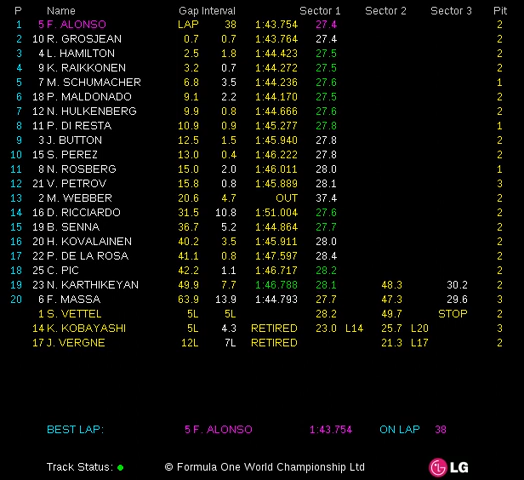 P Name Gap Interval Sector 1 Sector 2 Sector 3 Pit
1 5 F. ALONSO LAP 38 1:43.754 27.4 2
2 10 R. GROSJEAN 0.7 0.7 1:43.764 27.4 2
3 4 L. HAMILTON 2.5 1.8 1:44.423 27.5 2
4 9 K. RAIKKONEN 3.2 0.7 1:44.272 27.5 2
5 7 M. SCHUMACHER 6.8 3.5 1:44.236 27.6 1
6 18 P. MALDONADO 9.1 2.2 1:44.170 27.5 2
7 12 N. HULKENBERG 9.9 0.8 1:44.666 27.6 2
8 11 P. DI RESTA 10.9 0.9 1:45.277 27.8 1
9 3 J. BUTTON 12.5 1.5 1:45.940 27.8 2
10 15 S. PEREZ 13.0 0.4 1:46.222 27.8 2
11 8 N. ROSBERG 15.0 2.0 1:46.011 28.0 1
12 21 V. PETROV 15.8 0.8 1:45.889 28.1 3
13 2 M. WEBBER 20.6 4.7 OUT 37.4 2
14 16 D. RICCIARDO 31.5 10.8 1:51.004 27.6 2
15 19 B. SENNA 36.7 5.2 1:44.864 27.7 2
16 20 H. KOVALAINEN 40.2 3.5 1:45.911 28.0 2
17 22 P. DE LA ROSA 41.1 0.8 1:47.597 28.4 2
18 25 C. PIC 42.2 1.1 1:46.717 28.2 2
19 23 N. KARTHIKEYAN 49.9 7.7 1:46.788 28.1 48.3 30.2 2
20 6 F. MASSA 63.9 13.9 1:44.793 27.7 47.3 29.6 3
1 S. VETTEL 5L 5L 28.2 49.7 STOP 2
14 K. KOBAYASHI 5L 4.3 RETIRED 23.0 L14 25.7 L20 3
17 J. VERGNE 12L 7L RETIRED 21.3 L17 2
BEST LAP: 5 F. ALONSO 1:43.754 ON LAP 38
Track Status: © Formula One World Championship Ltd LG